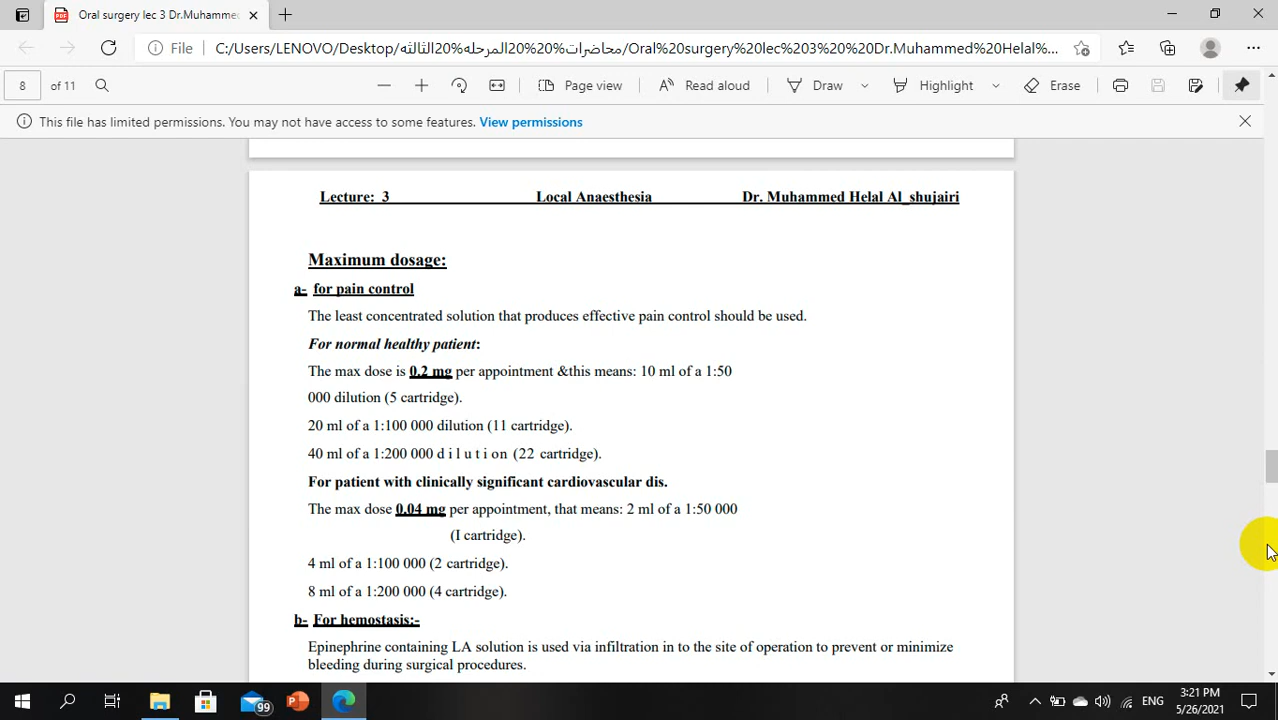 Oral surgery lec 3 Dr.Muhamme
File
C:/Users/LENOVO/Desktop/محاضرات%20%20المرحله%20الثالثه/Oral%20surgery%20lec%203%20%20Dr.Muhammed%20Helal%...
8 of 11
Page view
Read aloud
Draw
Highlight
Erase
This file has limited permissions. You may not have access to some features. View permissions
Lecture: 3 Local Anaesthesia Dr. Muhammed Helal Al_shujairi
Maximum dosage:
a- for pain control
The least concentrated solution that produces effective pain control should be used.
For normal healthy patient:
The max dose is 0.2 mg per appointment &this means: 10 ml of a 1:50
000 dilution (5 cartridge).
20 ml of a 1:100 000 dilution (11 cartridge).
40 ml of a 1:200 000 d i l u t i on (22 cartridge).
For patient with clinically significant cardiovascular dis.
The max dose 0.04 mg per appointment, that means: 2 ml of a 1:50 000
(I cartridge).
4 ml of a 1:100 000 (2 cartridge).
8 ml of a 1:200 000 (4 cartridge).
b- For hemostasis:-
Epinephrine containing LA solution is used via infiltration in to the site of operation to prevent or minimize
bleeding during surgical procedures.
99
ENG
3:21 PM
5/26/2021